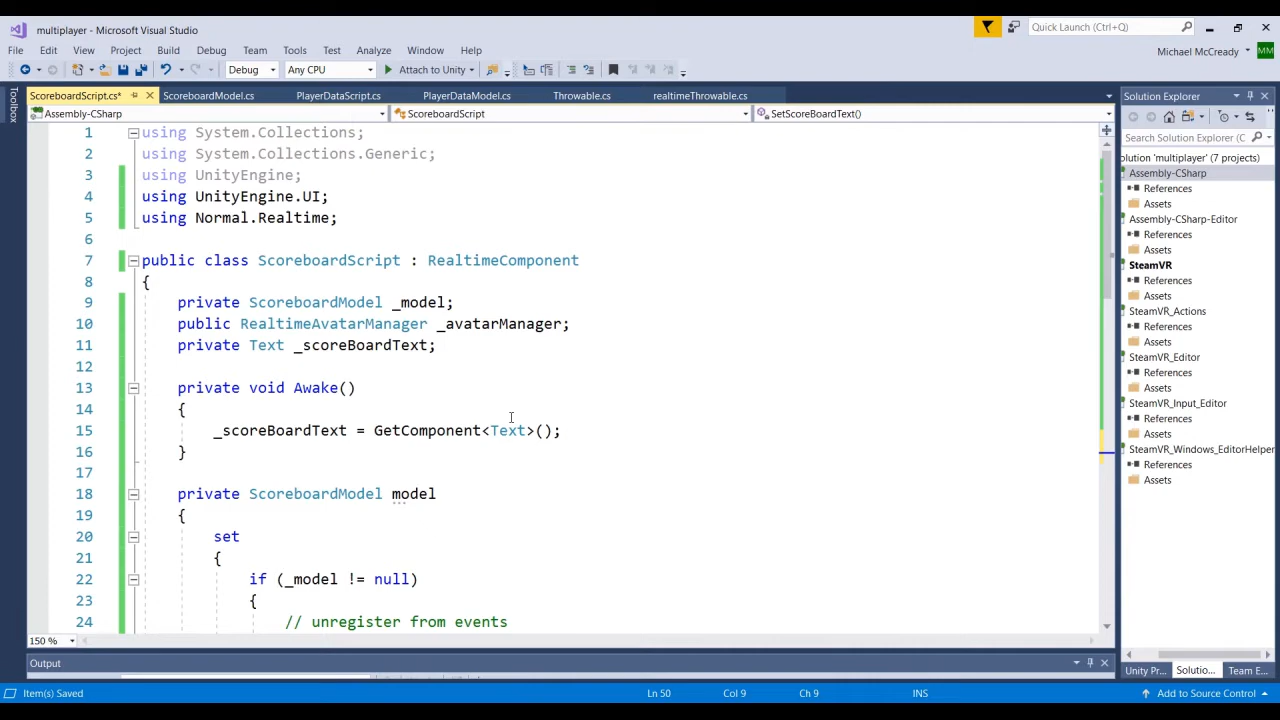 multiplayer - Microsoft Visual Studio
Quick Launch (Ctrl+Q)
File Edit View Project Build Debug Team Tools Test Analyze Window Help
Michael McCready MM
Debug Any CPU Attach to Unity
Toolbox
ScoreboardScript.cs* ScoreboardModel.cs PlayerDataScript.cs PlayerDataModel.cs Throwable.cs realtimeThrowable.cs
Assembly-CSharp ScoreboardScript SetScoreBoardText()
1 using System.Collections;
2 using System.Collections.Generic;
3 using UnityEngine;
4 using UnityEngine.UI;
5 using Normal.Realtime;
6
7 public class ScoreboardScript : RealtimeComponent
8 {
9 private ScoreboardModel _model;
10 public RealtimeAvatarManager _avatarManager;
11 private Text _scoreBoardText;
12
13 private void Awake()
14 {
15 _scoreBoardText = GetComponent<Text>();
16 }
17
18 private ScoreboardModel model
19 {
20 set
21 {
22 if (_model != null)
23 {
24 // unregister from events
150 %
Output
Solution Explorer
Search Solution Explorer (C
olution 'multiplayer' (7 projects)
Assembly-CSharp
References
Assets
Assembly-CSharp-Editor
References
Assets
SteamVR
References
Assets
SteamVR_Actions
References
Assets
SteamVR_Editor
References
Assets
SteamVR_Input_Editor
References
Assets
SteamVR_Windows_EditorHelper
References
Assets
Unity Pr... Solutio... Team E...
Item(s) Saved Ln 50 Col 9 Ch 9 INS Add to Source Control